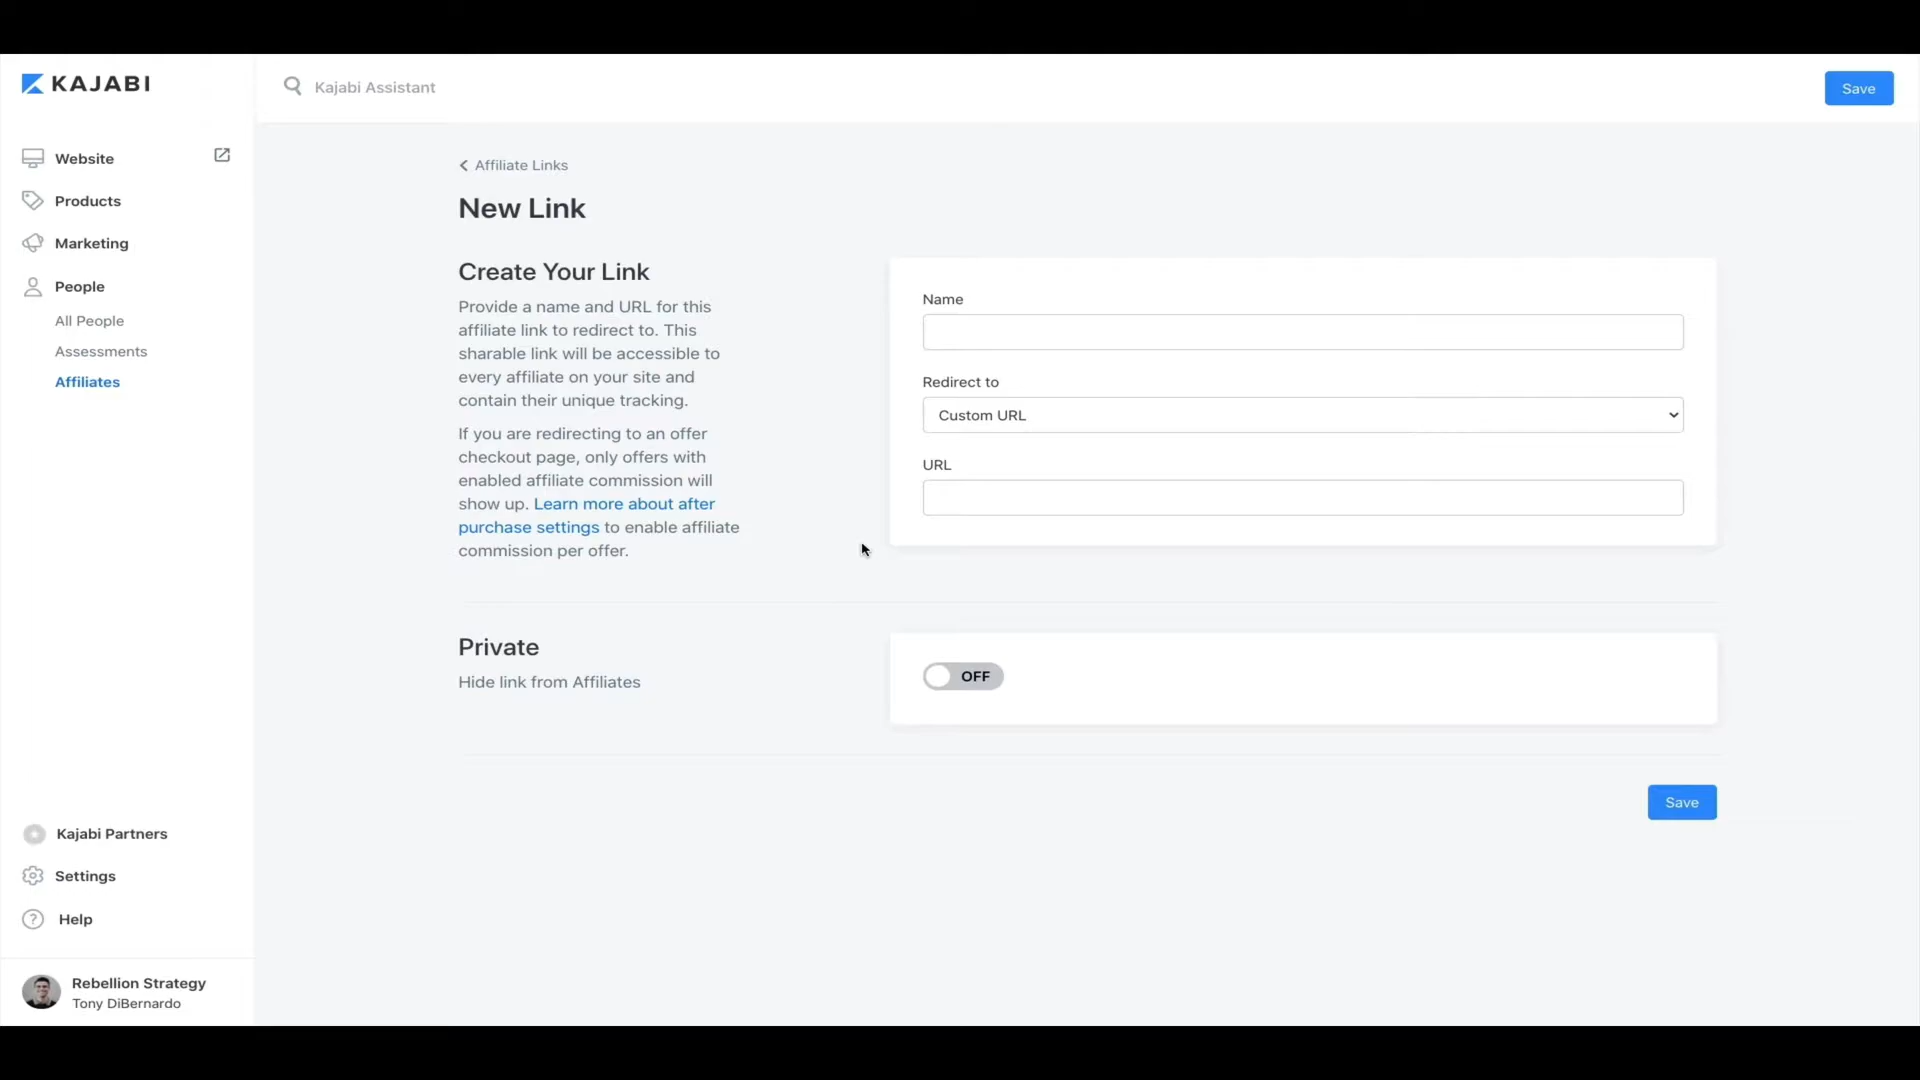 KAJABI
Kajabi Assistant
Save
Website
Products
Marketing
People
All People
Assessments
Affiliates
Affiliate Links
New Link
Create Your Link
Provide a name and URL for this
affiliate link to redirect to. This
sharable link will be accessible to
every affiliate on your site and
contain their unique tracking.
If you are redirecting to an offer
checkout page, only offers with
enabled affiliate commission will
show up. Learn more about after
purchase settings to enable affiliate
commission per offer.
Name
Redirect to
Custom URL
URL
Private
Hide link from Affiliates
OFF
Save
Kajabi Partners
Settings
? Help
Rebellion Strategy
Tony DiBernardo